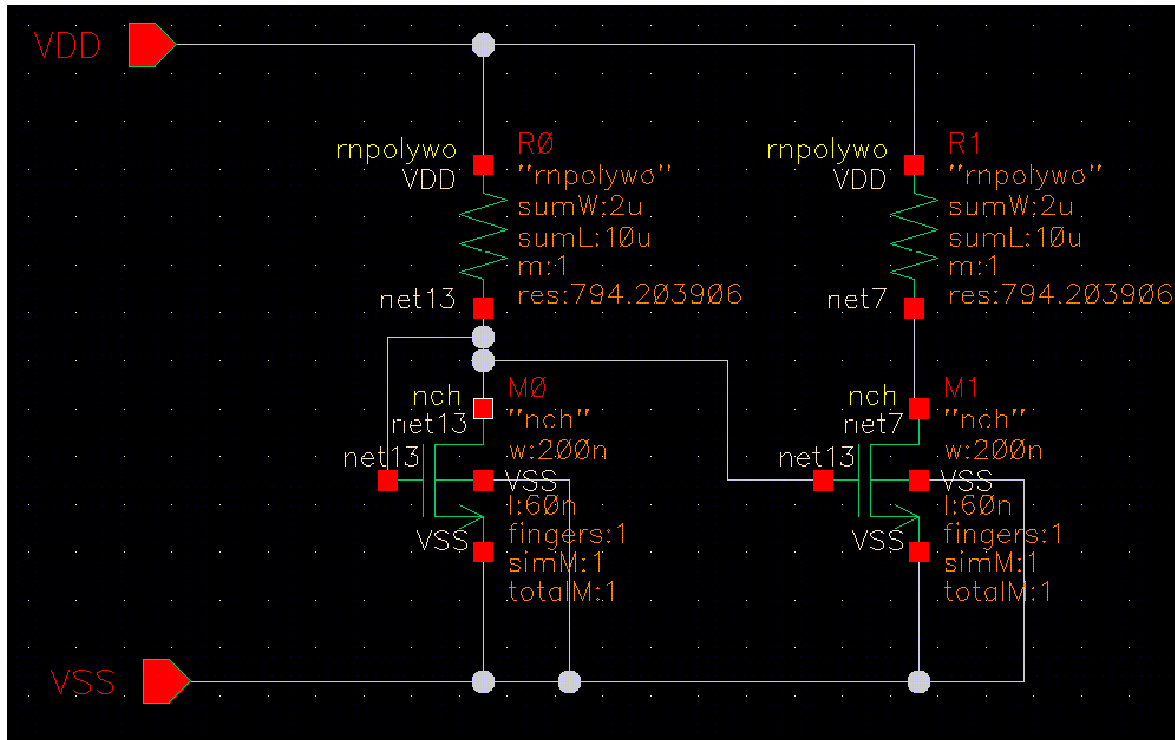 VDD
rnpolywo
VDD
R0
"rnpolywo"
sumW:2u
sumL:10u
m:1
res:794.203906
net13
rnpolywo
VDD
R1
"rnpolywo"
sumW:2u
sumL:10u
m:1
res:794.203906
net7
nch
net13
net13
M0
"nch"
w:200n
VSS
l:60n
fingers:1
simM:1
totalM:1
VSS
nch
net7
net13
M1
"nch"
w:200n
VSS
l:60n
fingers:1
simM:1
totalM:1
VSS
VSS